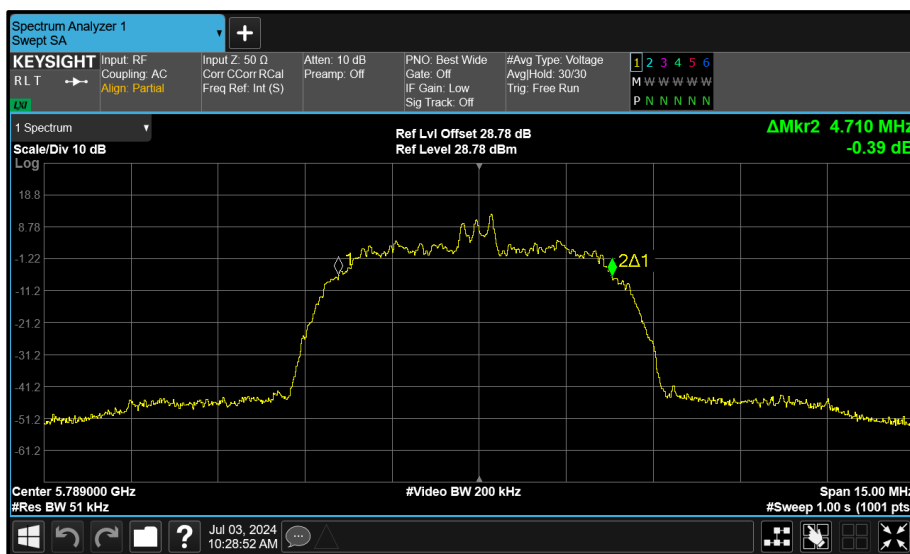 Spectrum Analyzer 1
Swept SA
KEYSIGHT
RLT
LXI
Input: RF
Coupling: AC
Align: Partial
Input Z: 50 Ω
Corr CCorr RCal
Freq Ref: Int (S)
Atten: 10 dB
Preamp: Off
PNO: Best Wide
Gate: Off
IF Gain: Low
Sig Track: Off
#Avg Type: Voltage
Avg|Hold: 30/30
Trig: Free Run
1 2 3 4 5 6
M W W W W W
P N N N N N
1 Spectrum
Scale/Div 10 dB
Log
Ref Lvl Offset 28.78 dB
Ref Level 28.78 dBm
ΔMkr2 4.710 MHz
-0.39 dB
18.8
8.78
-1.22
-11.2
-21.2
-31.2
-41.2
-51.2
-61.2
1
2Δ1
Center 5.789000 GHz
#Res BW 51 kHz
#Video BW 200 kHz
Span 15.00 MHz
#Sweep 1.00 s (1001 pts
?
Jul 03, 2024
10:28:52 AM